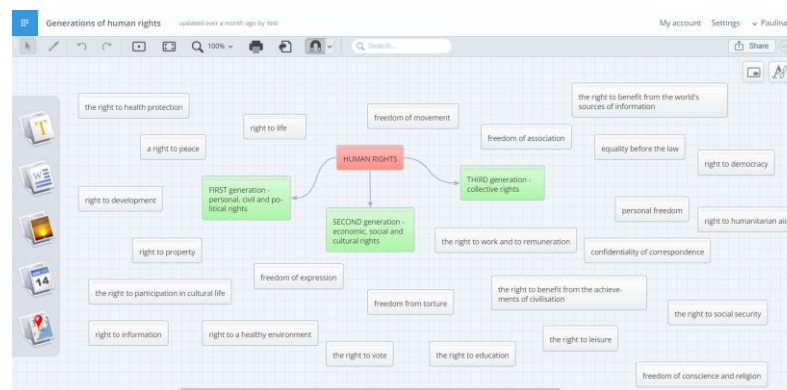 Generations of human rights
updated over a month ago by test
My account
Settings
Paulina
100%
Search...
Share
the right to health protection
the right to benefit from the world's
sources of information
freedom of movement
right to life
freedom of association
a right to peace
equality before the law
HUMAN RIGHTS
right to democracy
FIRST generation -
personal, civil and po-
litical rights
THIRD generation -
collective rights
right to development
SECOND generation -
economic, social and
cultural rights
personal freedom
right to humanitarian aid
the right to work and to remuneration
right to property
confidentiality of correspondence
freedom of expression
the right to participation in cultural life
the right to benefit from the achieve-
ments of civilisation
freedom from torture
the right to social security
right to information
right to a healthy environment
the right to leisure
the right to vote
the right to education
freedom of conscience and religion
T
W
14